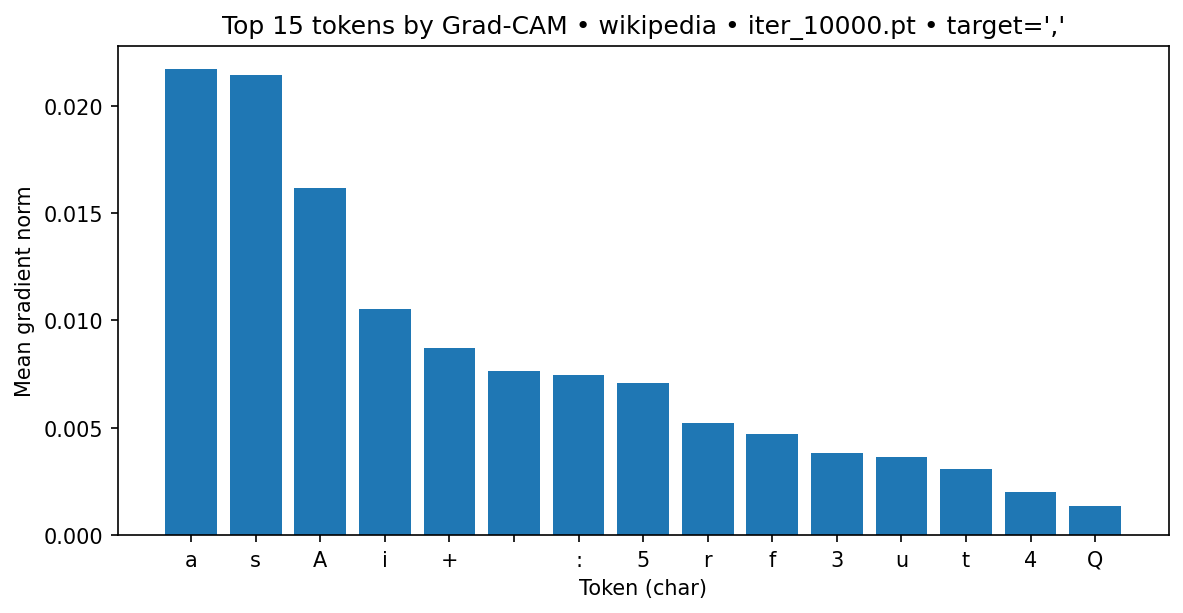 Top 15 tokens by Grad-CAM • wikipedia • iter_10000.pt • target=','
Mean gradient norm
0.020
0.015
0.010
0.005
0.000
a s A i + : 5 r f 3 u t 4 Q
Token (char)